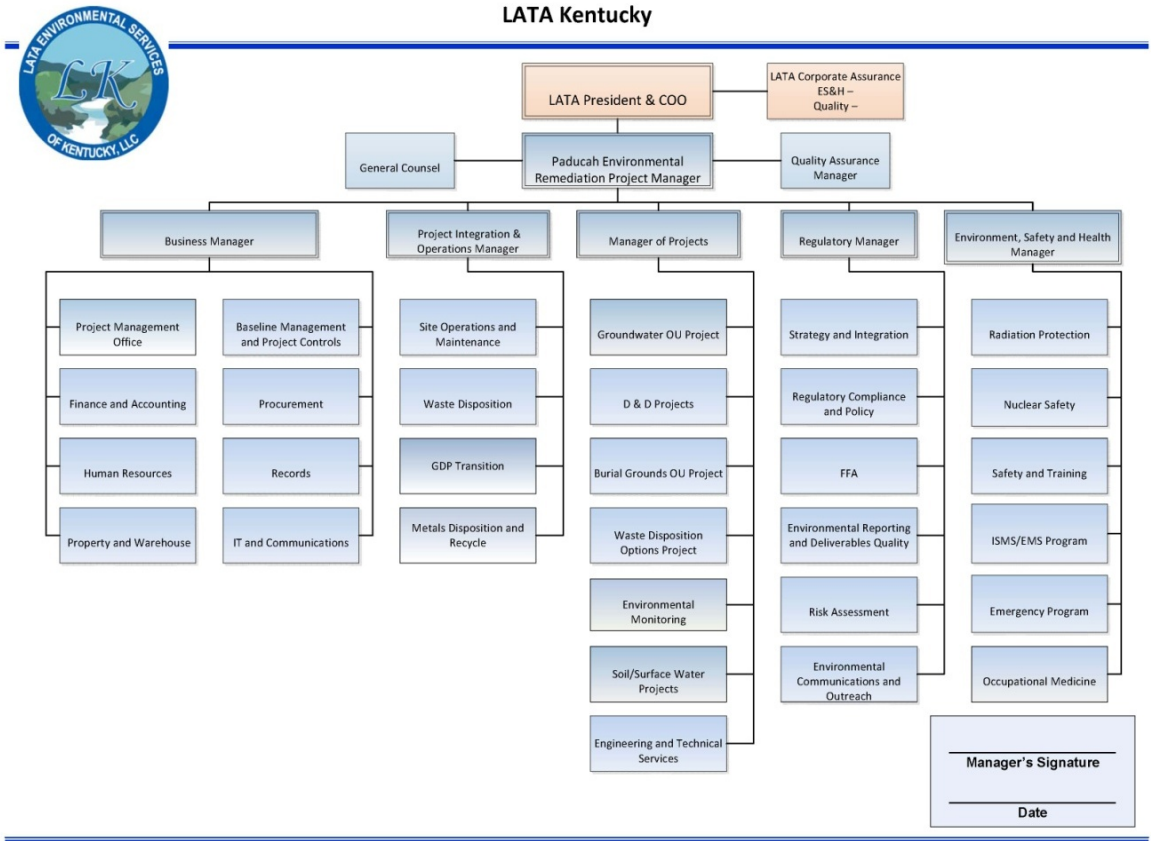 LATA Kentucky
LATA ENVIRONMENTAL SERVICES
LK
OF KENTUCKY, LLC
LATA President & COO
LATA Corporate Assurance
ES&H –
Quality –
General Counsel
Paducah Environmental
Remediation Project Manager
Quality Assurance
Manager
Business Manager
Project Integration &
Operations Manager
Manager of Projects
Regulatory Manager
Environment, Safety and Health
Manager
Project Management
Office
Baseline Management
and Project Controls
Finance and Accounting
Procurement
Human Resources
Records
Property and Warehouse
IT and Communications
Site Operations and
Maintenance
Waste Disposition
GDP Transition
Metals Disposition and
Recycle
Groundwater OU Project
D & D Projects
Burial Grounds OU Project
Waste Disposition
Options Project
Environmental
Monitoring
Soil/Surface Water
Projects
Engineering and Technical
Services
Strategy and Integration
Regulatory Compliance
and Policy
FFA
Environmental Reporting
and Deliverables Quality
Risk Assessment
Environmental
Communications and
Outreach
Radiation Protection
Nuclear Safety
Safety and Training
ISMS/EMS Program
Emergency Program
Occupational Medicine
Manager's Signature
Date